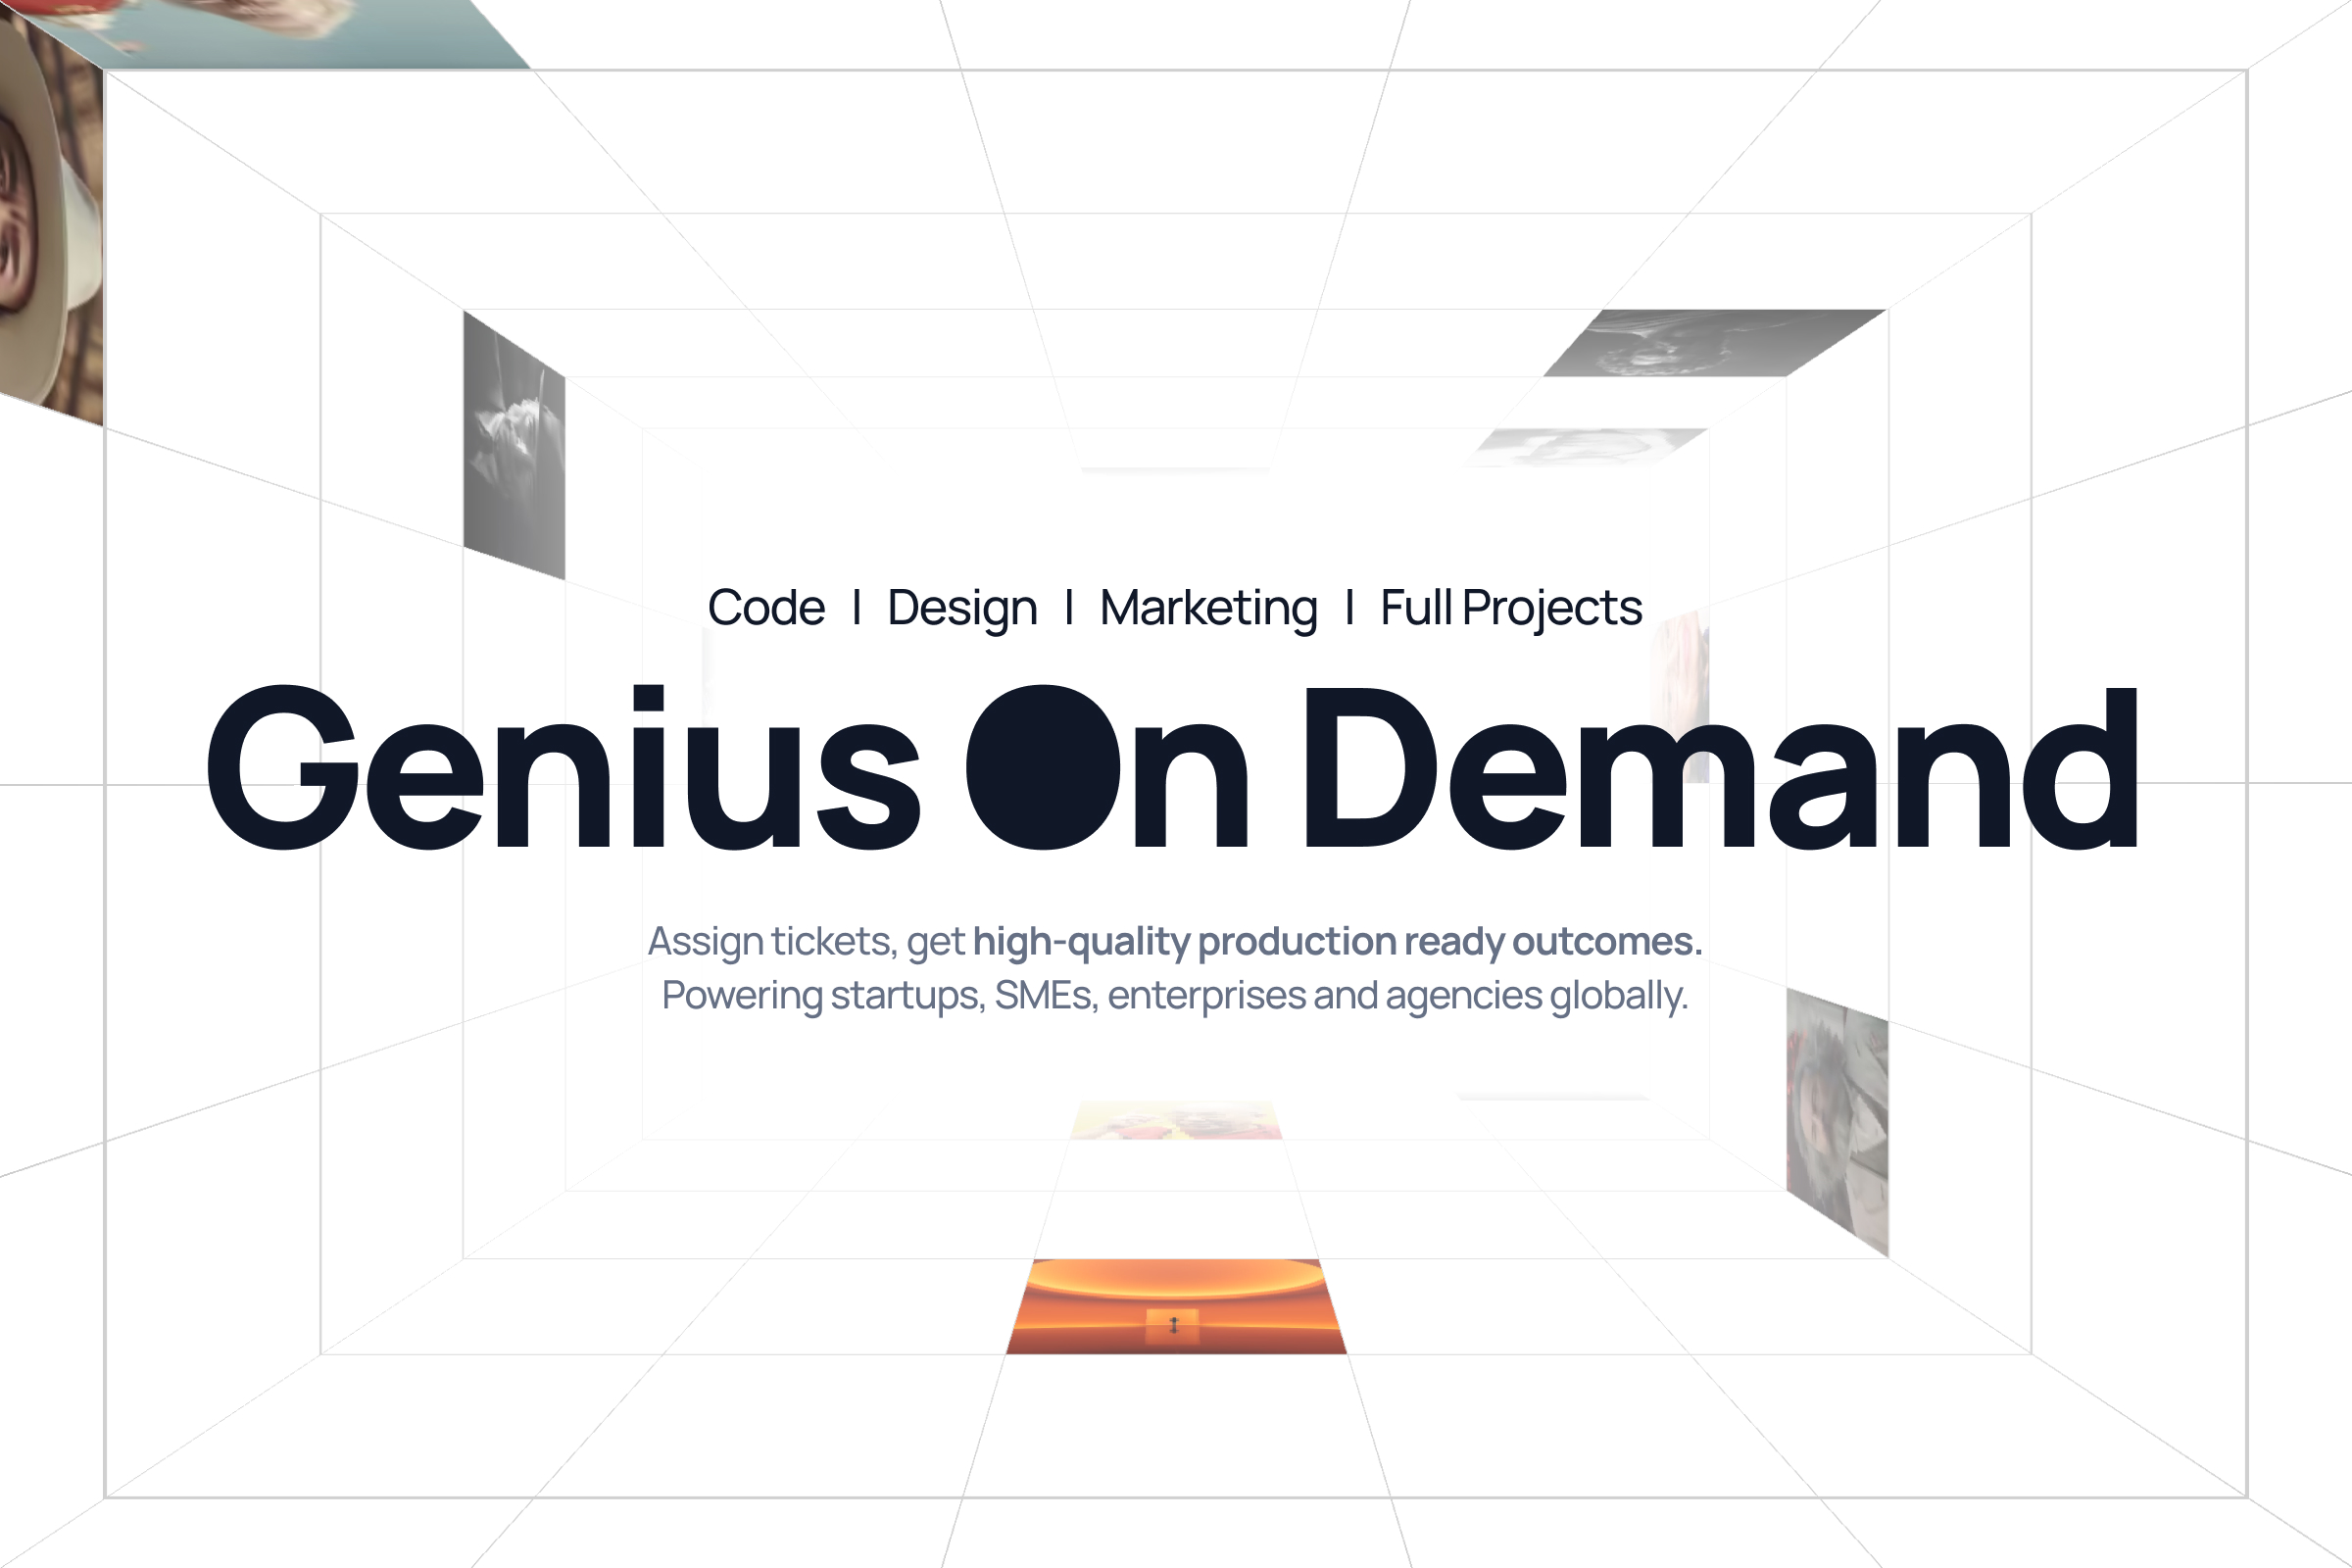 Code | Design | Marketing | Full Projects
Genius On Demand
Assign tickets, get high-quality production ready outcomes.
Powering startups, SMEs, enterprises and agencies globally.